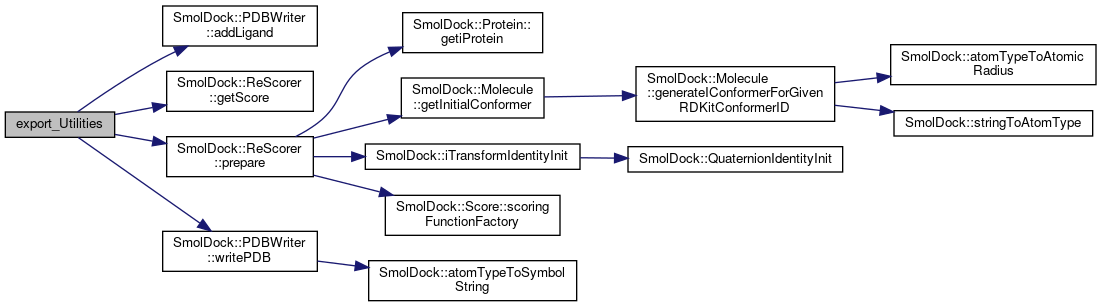 export_Utilities
SmolDock::PDBWriter
::addLigand
SmolDock::ReScorer
::getScore
SmolDock::ReScorer
::prepare
SmolDock::PDBWriter
::writePDB
SmolDock::Protein::
getiProtein
SmolDock::Molecule
::getInitialConformer
SmolDock::iTransformIdentityInit
SmolDock::Score::scoring
FunctionFactory
SmolDock::atomTypeToSymbol
String
SmolDock::Molecule
::generateIConformerForGiven
RDKitConformerID
SmolDock::QuaternionIdentityInit
SmolDock::atomTypeToAtomic
Radius
SmolDock::stringToAtomType